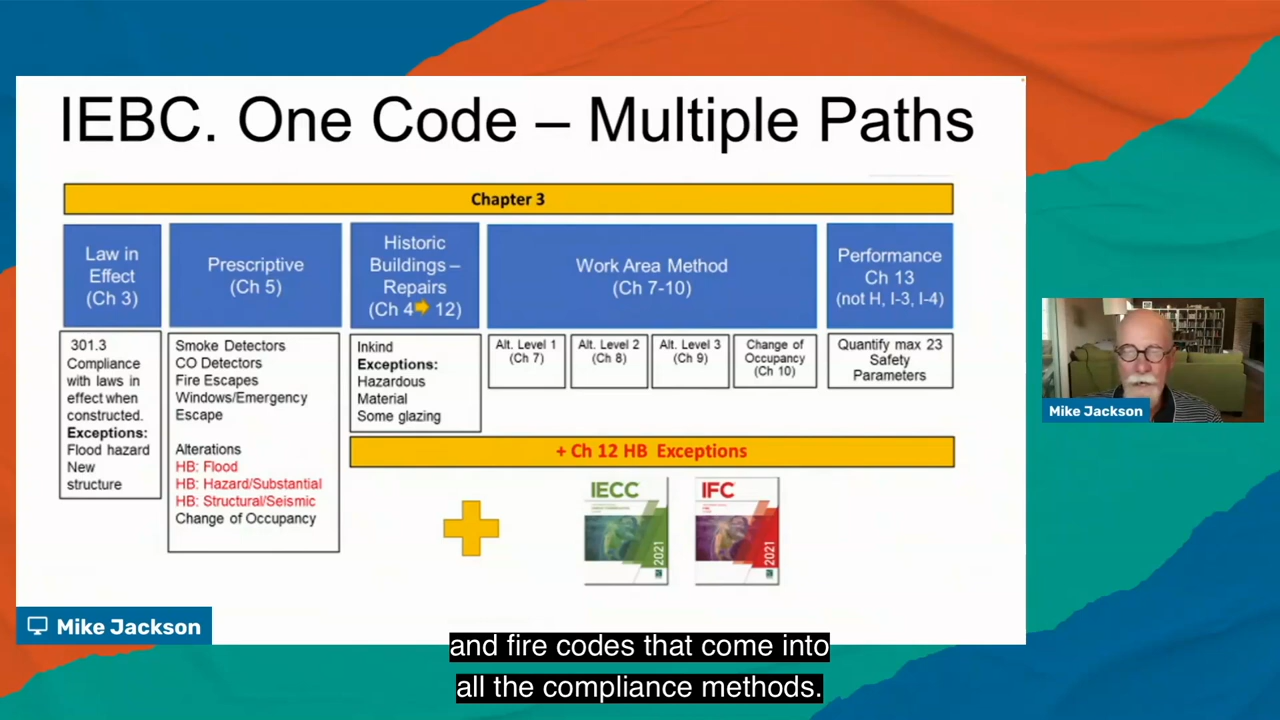 IEBC. One Code – Multiple Paths
Chapter 3
Law in
Effect
(Ch 3)
Prescriptive
(Ch 5)
Historic
Buildings –
Repairs
(Ch 4 12)
Work Area Method
(Ch 7-10)
Performance
Ch 13
(not H, I-3, I-4)
301.3
Compliance
with laws in
effect when
constructed.
Exceptions:
Flood hazard
New
structure
Smoke Detectors
CO Detectors
Fire Escapes
Windows/Emergency
Escape
Alterations
HB: Flood
HB: Hazard/Substantial
HB: Structural/Seismic
Change of Occupancy
Inkind
Exceptions:
Hazardous
Material
Some glazing
Alt. Level 1
(Ch 7)
Alt. Level 2
(Ch 8)
Alt. Level 3
(Ch 9)
Change of
Occupancy
(Ch 10)
Quantify max 23
Safety
Parameters
+ Ch 12 HB Exceptions
IECC
2021
IFC
2021
Mike Jackson
Mike Jackson
and fire codes that come into
all the compliance methods.